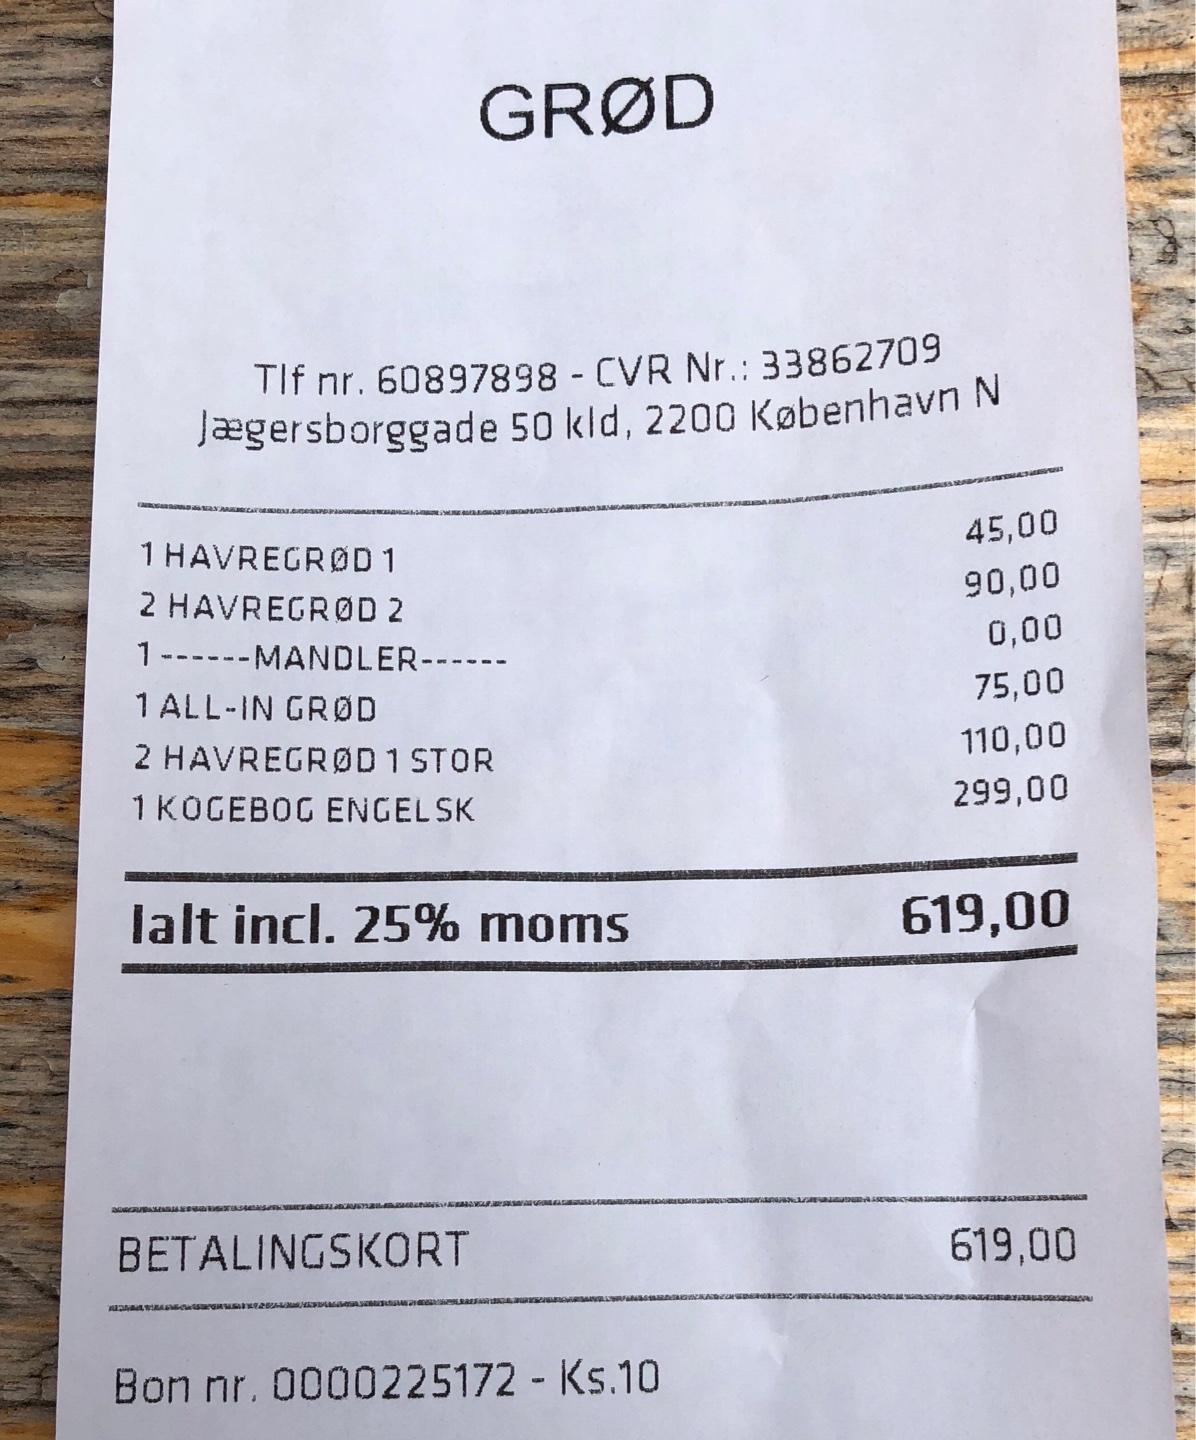 GRØD
Tlf nr. 60897898 - CVR Nr.: 33862709
Jægersborggade 50 kld, 2200 København N
1 HAVREGRØD 1 45,00
2 HAVREGRØD 2 90,00
1 ------MANDLER------ 0,00
1 ALL-IN GRØD 75,00
2 HAVREGRØD 1 STOR 110,00
1 KOGEBOG ENGELSK 299,00
Ialt incl. 25% moms 619,00
BETALINGSKORT 619,00
Bon nr. 0000225172 - Ks.10